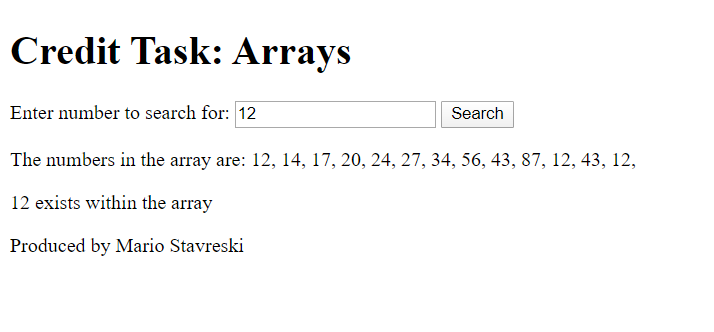 Credit Task: Arrays
Enter number to search for: 12 Search
The numbers in the array are: 12, 14, 17, 20, 24, 27, 34, 56, 43, 87, 12, 43, 12,
12 exists within the array
Produced by Mario Stavreski